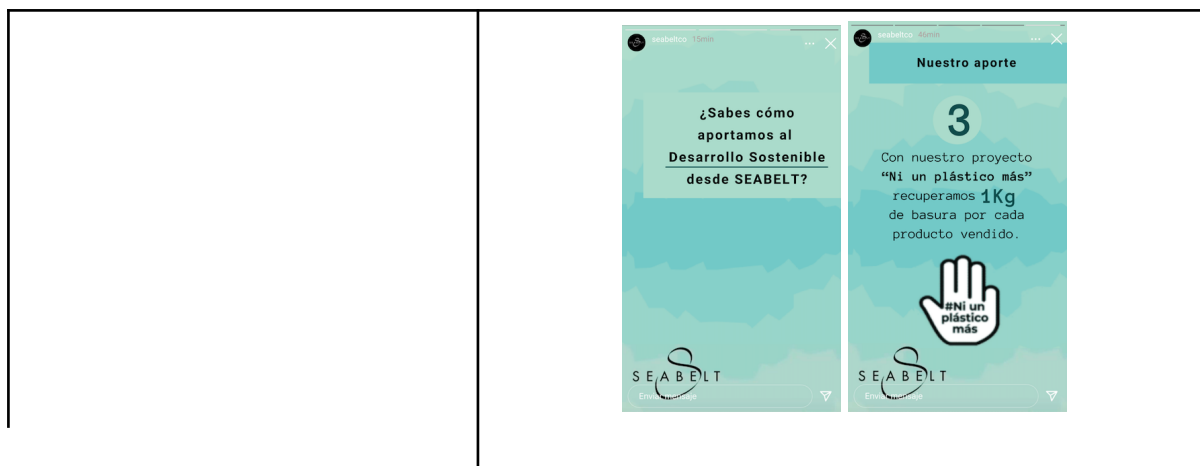 seabeltco 15min
¿Sabes cómo
aportamos al
Desarrollo Sostenible
desde SEABELT?
SEABELT
Enviar mensaje
seabeltco 46min
Nuestro aporte
3
Con nuestro proyecto
“Ni un plástico más”
recuperamos 1Kg
de basura por cada
producto vendido.
#Ni un
plástico
más
SEABELT
Enviar mensaje